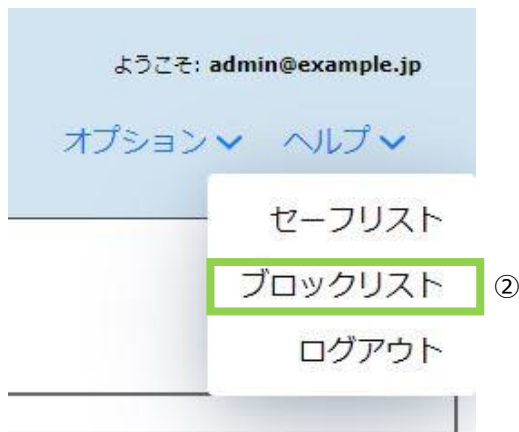 ようこそ: admin@example.jp
オプション ヘルプ
セーフリスト
ブロックリスト ②
ログアウト